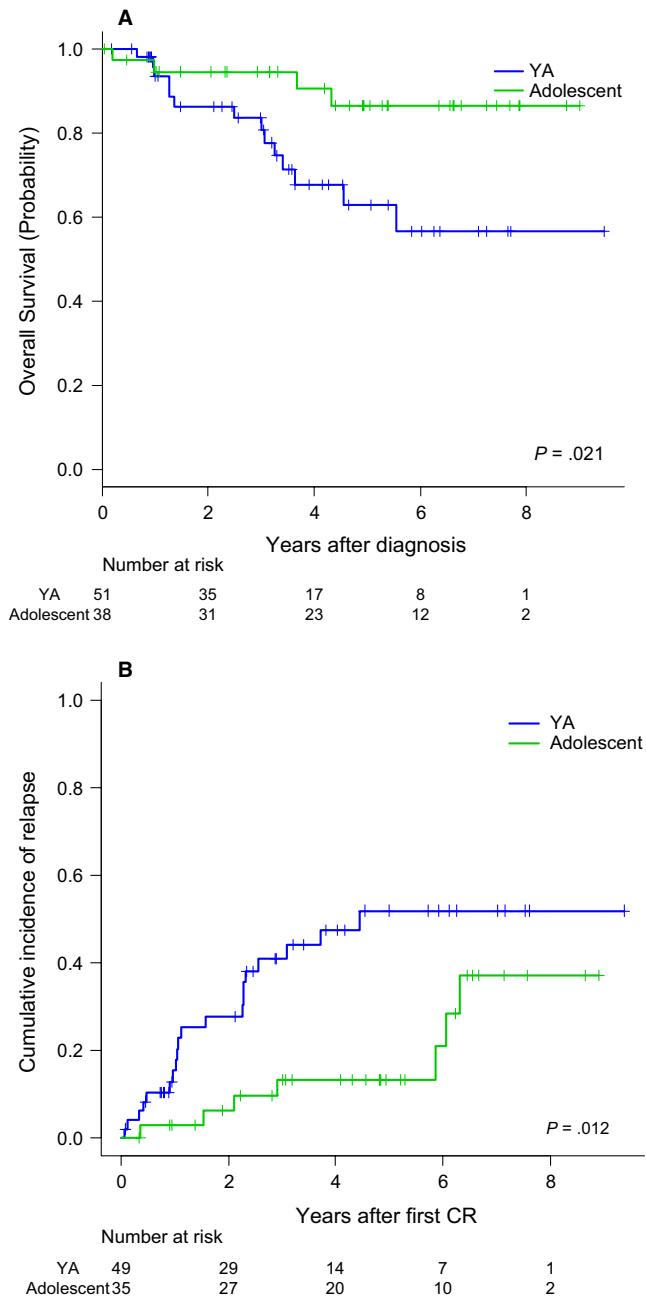 A
1.0
0.8
0.6
0.4
0.2
0.0
Overall Survival (Probability)
YA
Adolescent
P = .021
0 2 4 6 8
Years after diagnosis
Number at risk
YA 51 35 17 8 1
Adolescent 38 31 23 12 2
B
1.0
0.8
0.6
0.4
0.2
0.0
Cumulative incidence of relapse
YA
Adolescent
P = .012
0 2 4 6 8
Years after first CR
Number at risk
YA 49 29 14 7 1
Adolescent 35 27 20 10 2